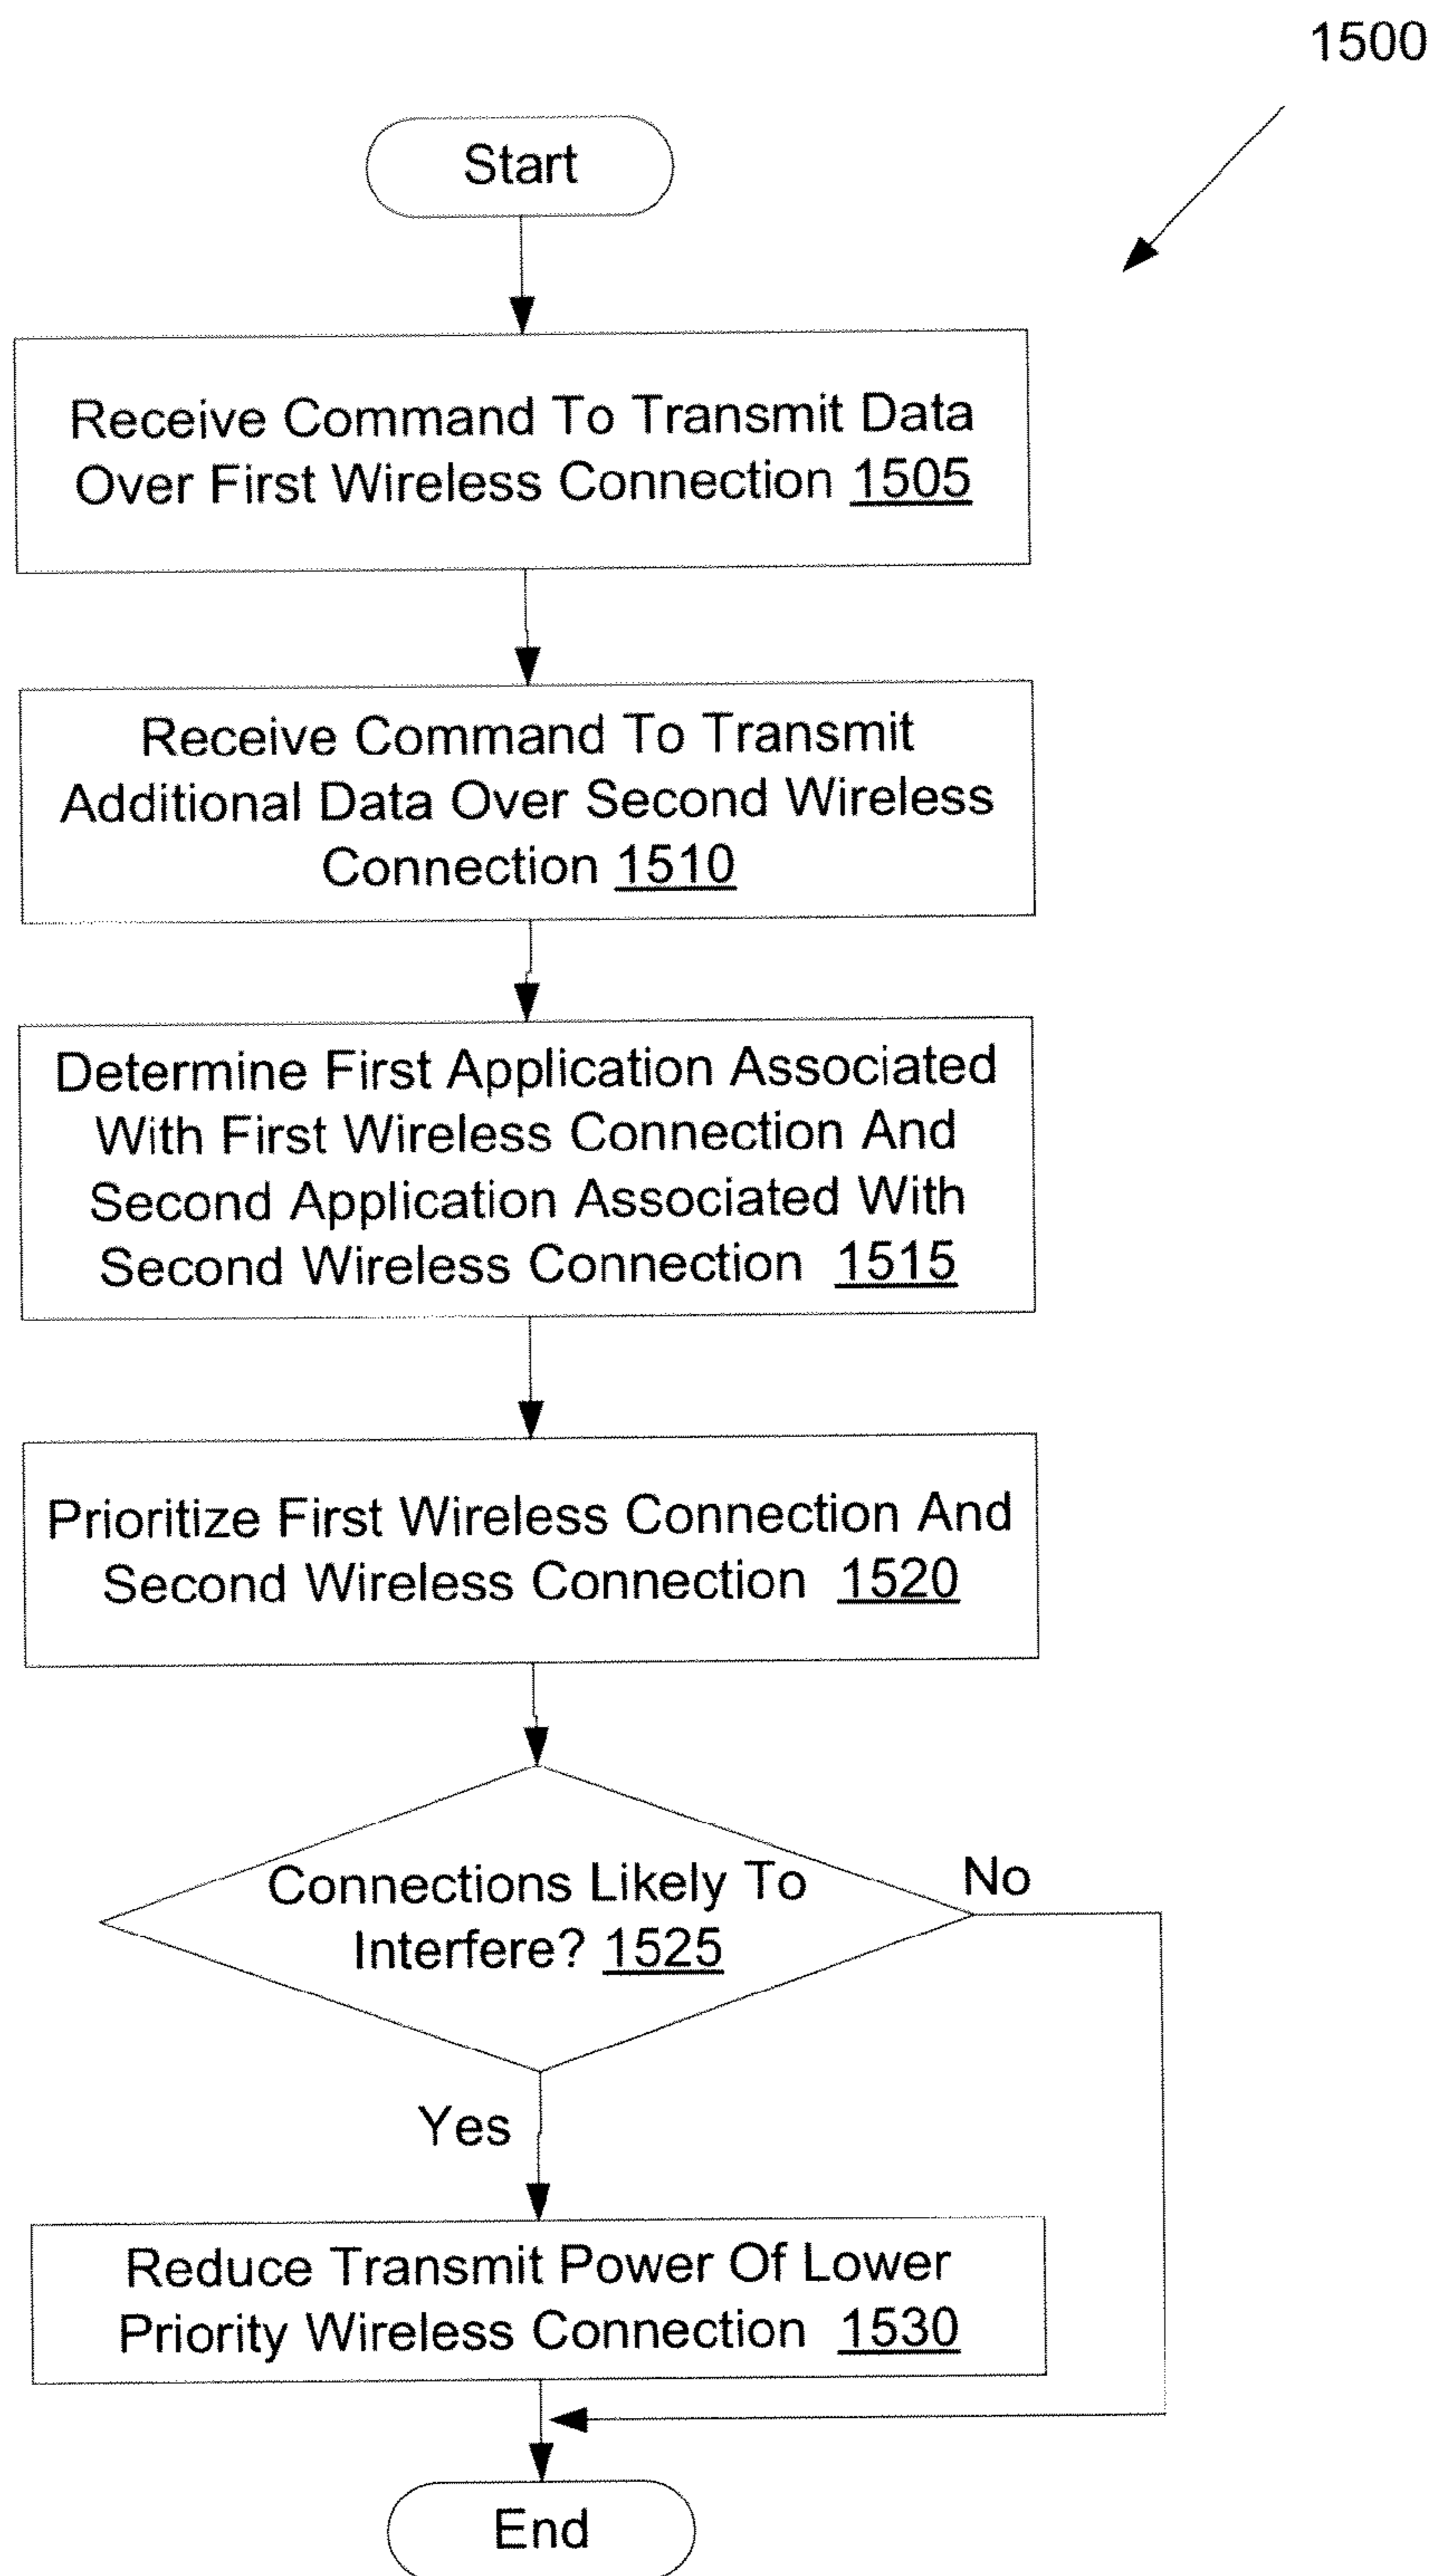 1500
Start
Receive Command To Transmit Data
Over First Wireless Connection 1505
Receive Command To Transmit
Additional Data Over Second Wireless
Connection 1510
Determine First Application Associated
With First Wireless Connection And
Second Application Associated With
Second Wireless Connection 1515
Prioritize First Wireless Connection And
Second Wireless Connection 1520
Connections Likely To
Interfere? 1525
No
Yes
Reduce Transmit Power Of Lower
Priority Wireless Connection 1530
End